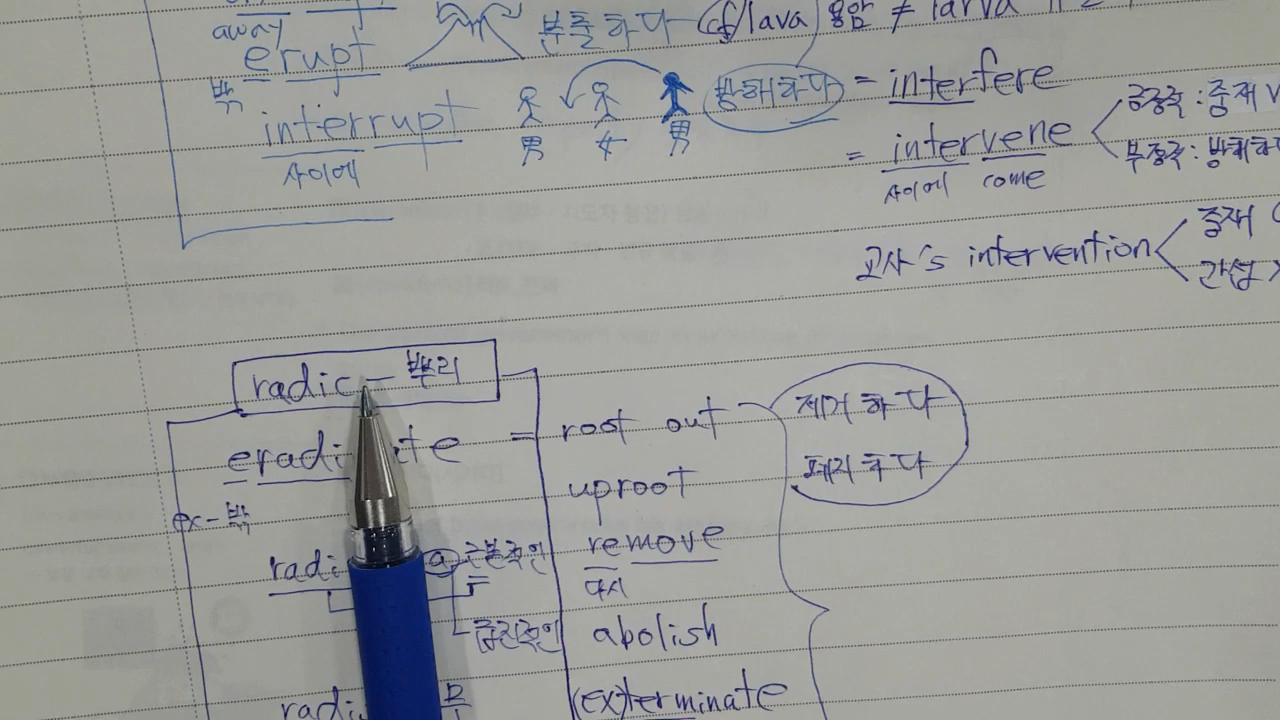 away
erupt 분출하다 (cf/lava) 용암 ≠ larva
밖
interrupt 男 女 男 방해하다 = interfere
사이에
= intervene 긍정적 : 중재
사이에 come 부정적 : 방해하다
교사's intervention 중재
간섭
radic - 뿌리
eradi te = root out 제거하다
ex - 밖 uproot 폐지하다
radi ⓐ 근본적인 remove
다시
급진적인 abolish
radi (ex)terminate